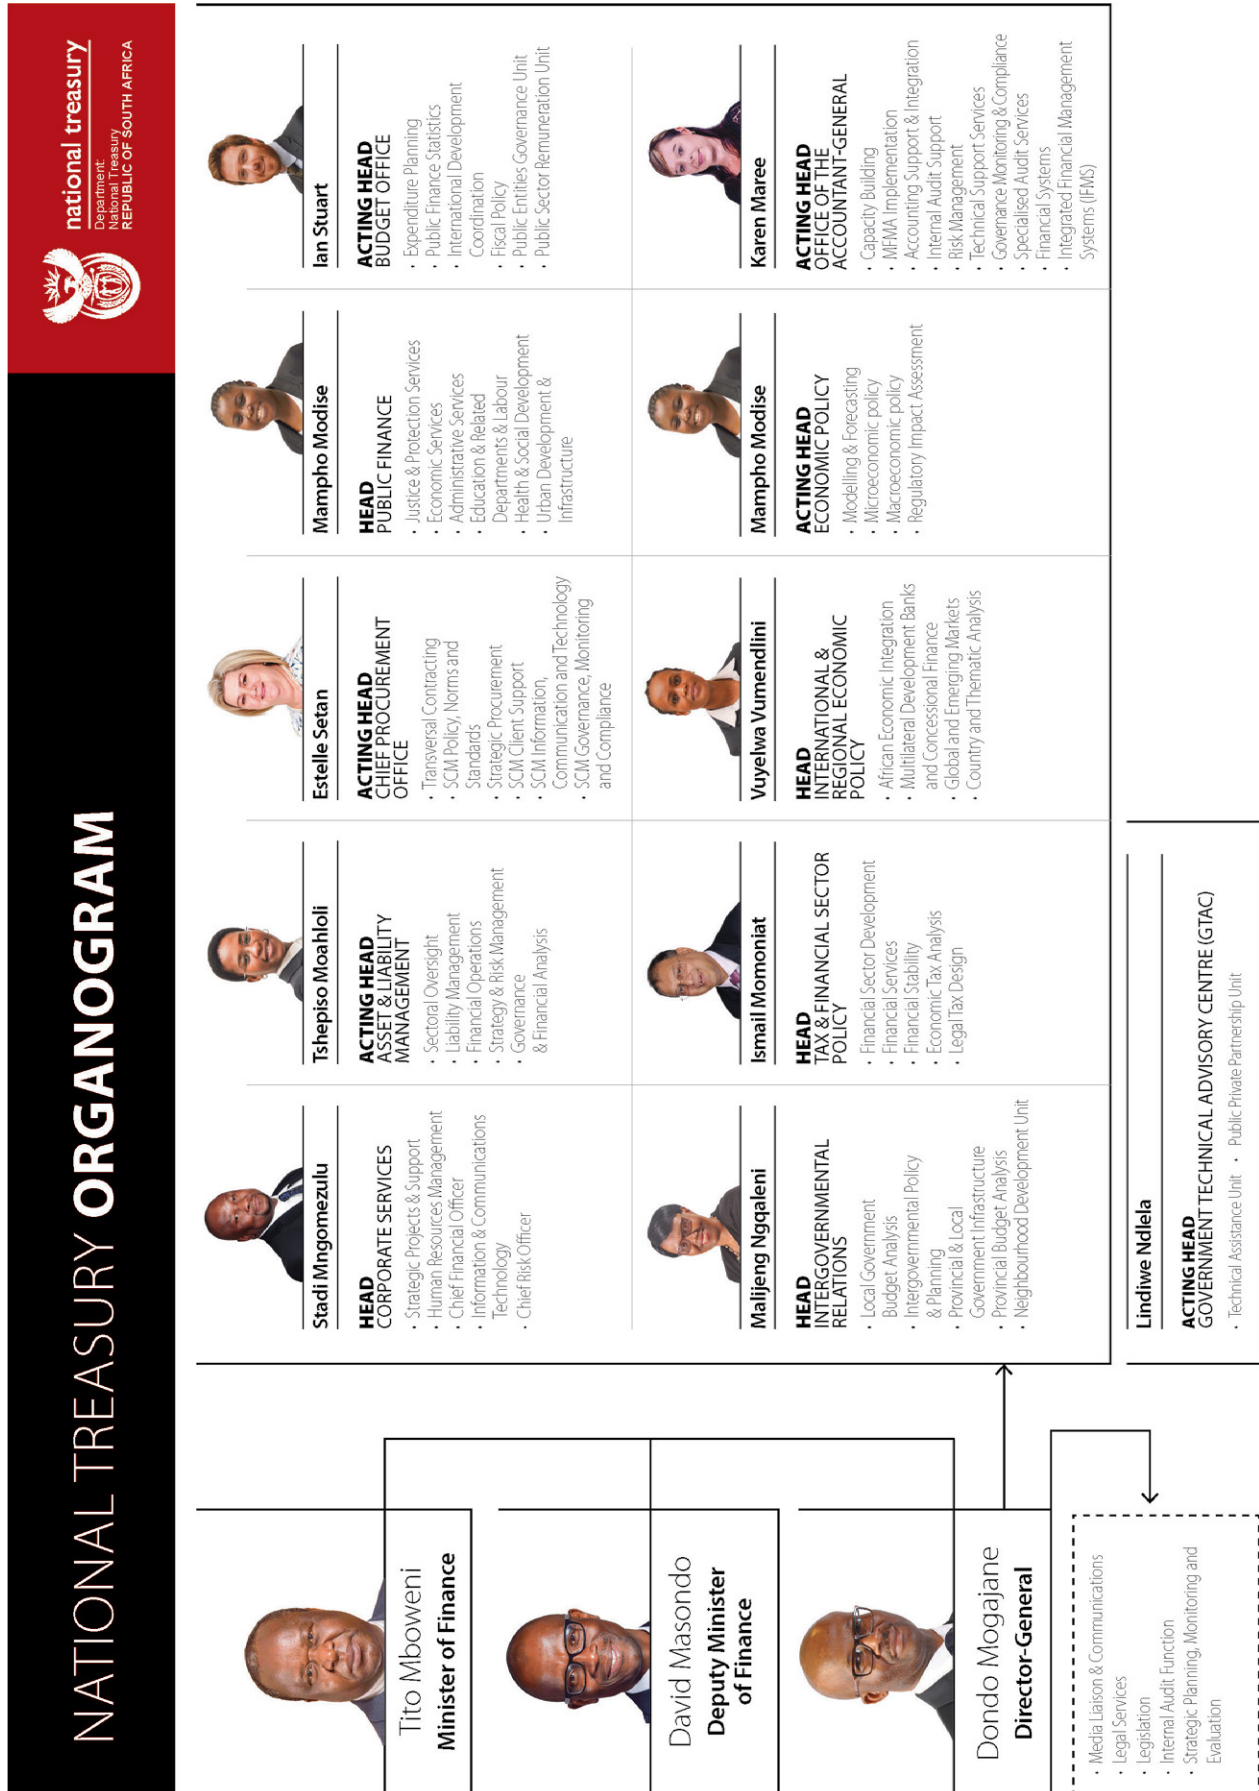 NATIONAL TREASURY ORGANOGRAM
national treasury
Department:
National Treasury
REPUBLIC OF SOUTH AFRICA
Tito Mboweni
Minister of Finance
David Masondo
Deputy Minister
of Finance
Dondo Mogajane
Director-General
· Media Liaison & Communications
· Legal Services
· Legislation
· Internal Audit Function
· Strategic Planning, Monitoring and
Evaluation
Stadi Mngomezulu
HEAD
CORPORATE SERVICES
· Strategic Projects & Support
· Human Resources Management
· Chief Financial Officer
· Information & Communications
Technology
· Chief Risk Officer
Tshepiso Moahloli
ACTING HEAD
ASSET & LIABILITY
MANAGEMENT
· Sectoral Oversight
· Liability Management
· Financial Operations
· Strategy & Risk Management
· Governance
& Financial Analysis
Estelle Setan
ACTING HEAD
CHIEF PROCUREMENT
OFFICE
· Transversal Contracting
· SCM Policy, Norms and
Standards
· Strategic Procurement
· SCM Client Support
· SCM Information,
Communication and Technology
· SCM Governance, Monitoring
and Compliance
Mampho Modise
HEAD
PUBLIC FINANCE
· Justice & Protection Services
· Economic Services
· Administrative Services
· Education & Related
Departments & Labour
· Health & Social Development
· Urban Development &
Infrastructure
Ian Stuart
ACTING HEAD
BUDGET OFFICE
· Expenditure Planning
· Public Finance Statistics
· International Development
Coordination
· Fiscal Policy
· Public Entities Governance Unit
· Public Sector Remuneration Unit
Malijeng Ngqaleni
HEAD
INTERGOVERNMENTAL
RELATIONS
· Local Government
Budget Analysis
· Intergovernmental Policy
& Planning
· Provincial & Local
Government Infrastructure
· Provincial Budget Analysis
· Neighbourhood Development Unit
Ismail Momoniat
HEAD
TAX & FINANCIAL SECTOR
POLICY
· Financial Sector Development
· Financial Services
· Financial Stability
· Economic Tax Analysis
· Legal Tax Design
Vuyelwa Vumendlini
HEAD
INTERNATIONAL &
REGIONAL ECONOMIC
POLICY
· African Economic Integration
· Multilateral Development Banks
and Concessional Finance
· Global and Emerging Markets
· Country and Thematic Analysis
Mampho Modise
ACTING HEAD
ECONOMIC POLICY
· Modelling & Forecasting
· Microeconomic policy
· Macroeconomic policy
· Regulatory Impact Assessment
Karen Maree
ACTING HEAD
OFFICE OF THE
ACCOUNTANT-GENERAL
· Capacity Building
· MFMA Implementation
· Accounting Support & Integration
· Internal Audit Support
· Risk Management
· Technical Support Services
· Governance Monitoring & Compliance
· Specialised Audit Services
· Financial Systems
· Integrated Financial Management
Systems (IFMS)
Lindiwe Ndlela
ACTING HEAD
GOVERNMENT TECHNICAL ADVISORY CENTRE (GTAC)
· Technical Assistance Unit · Public Private Partnership Unit